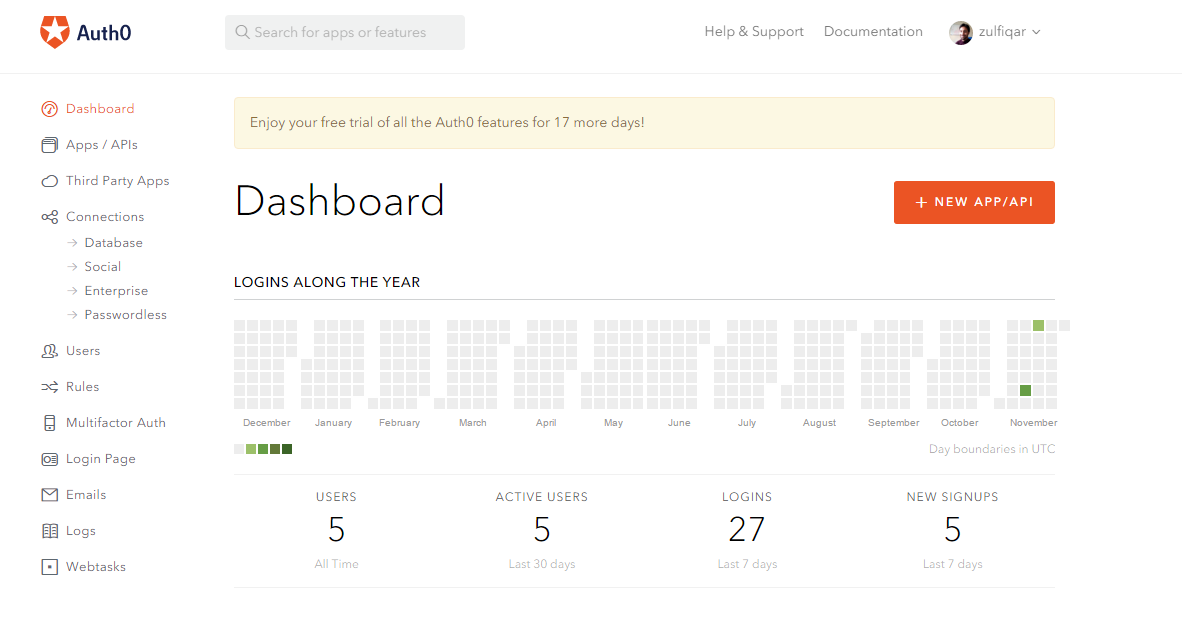 Auth0
Search for apps or features
Help & Support
Documentation
zulfiqar
Dashboard
Apps / APIs
Third Party Apps
Connections
Database
Social
Enterprise
Passwordless
Users
Rules
Multifactor Auth
Login Page
Emails
Logs
Webtasks
Enjoy your free trial of all the Auth0 features for 17 more days!
Dashboard
+ NEW APP/API
LOGINS ALONG THE YEAR
December January February March April May June July August September October November
Day boundaries in UTC
USERS
5
All Time
ACTIVE USERS
5
Last 30 days
LOGINS
27
Last 7 days
NEW SIGNUPS
5
Last 7 days